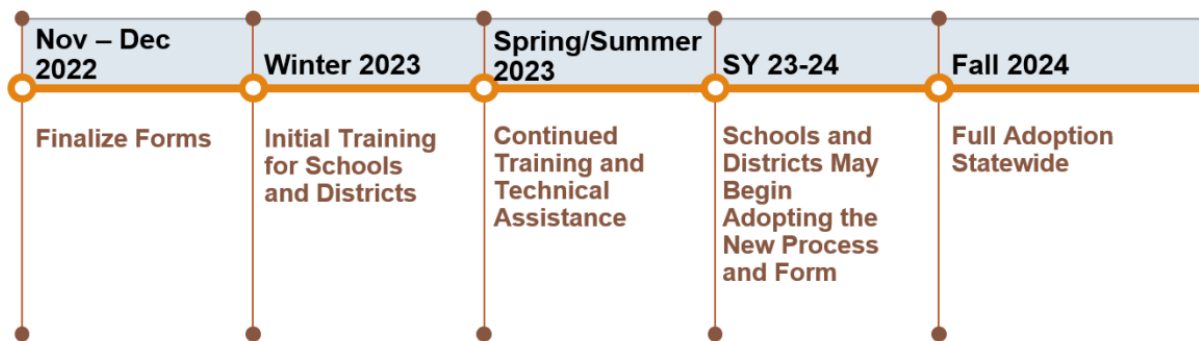 Nov – Dec
2022
Winter 2023
Spring/Summer
2023
SY 23-24
Fall 2024
Finalize Forms
Initial Training
for Schools
and Districts
Continued
Training and
Technical
Assistance
Schools and
Districts May
Begin
Adopting the
New Process
and Form
Full Adoption
Statewide